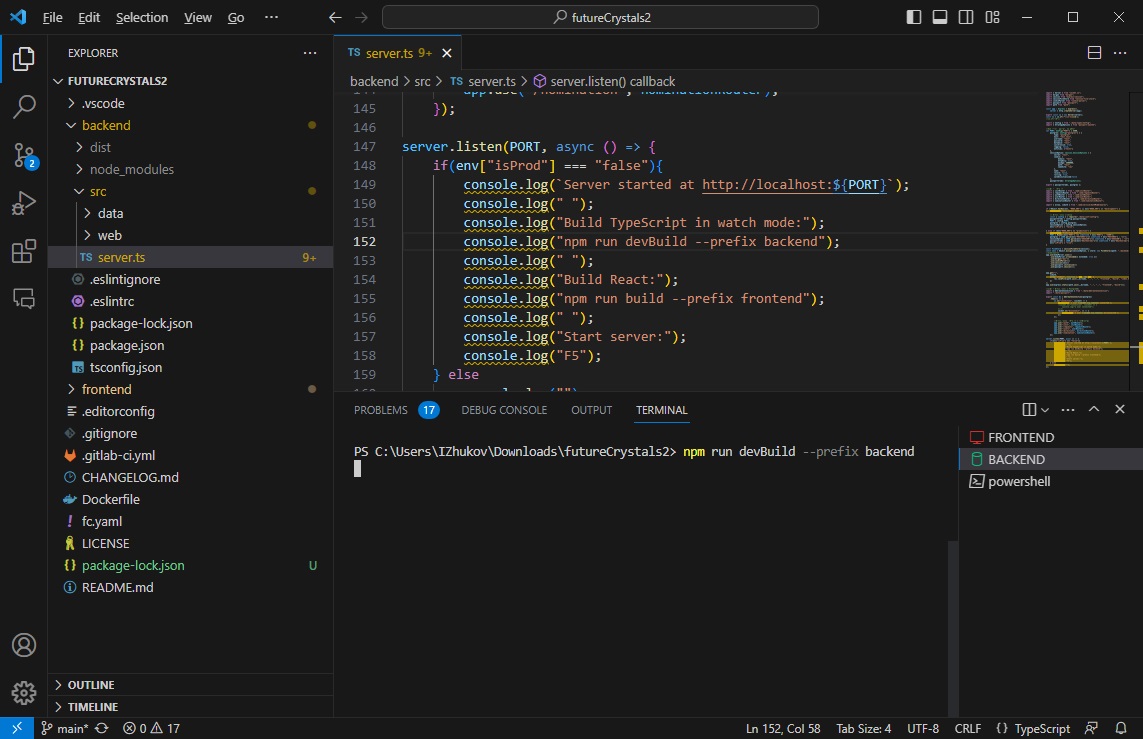 File Edit Selection View Go ··· futureCrystals2
EXPLORER ···
FUTURECRYSTALS2
.vscode
backend
dist
node_modules
src
data
web
TS server.ts 9+
.eslintignore
.eslintrc
{} package-lock.json
{} package.json
TS tsconfig.json
frontend
.editorconfig
.gitignore
.gitlab-ci.yml
CHANGELOG.md
Dockerfile
! fc.yaml
LICENSE
{} package-lock.json U
README.md
OUTLINE
TIMELINE
2
TS server.ts 9+
backend > src > TS server.ts > server.listen() callback
145 });
146
147 server.listen(PORT, async () => {
148 if(env["isProd"] === "false"){
149 console.log(`Server started at http://localhost:${PORT}`);
150 console.log(" ");
151 console.log("Build TypeScript in watch mode:");
152 console.log("npm run devBuild --prefix backend");
153 console.log(" ");
154 console.log("Build React:");
155 console.log("npm run build --prefix frontend");
156 console.log(" ");
157 console.log("Start server:");
158 console.log("F5");
159 } else
PROBLEMS 17 DEBUG CONSOLE OUTPUT TERMINAL
PS C:\Users\IZhukov\Downloads\futureCrystals2> npm run devBuild --prefix backend
FRONTEND
BACKEND
powershell
main* 0 17 Ln 152, Col 58 Tab Size: 4 UTF-8 CRLF {} TypeScript